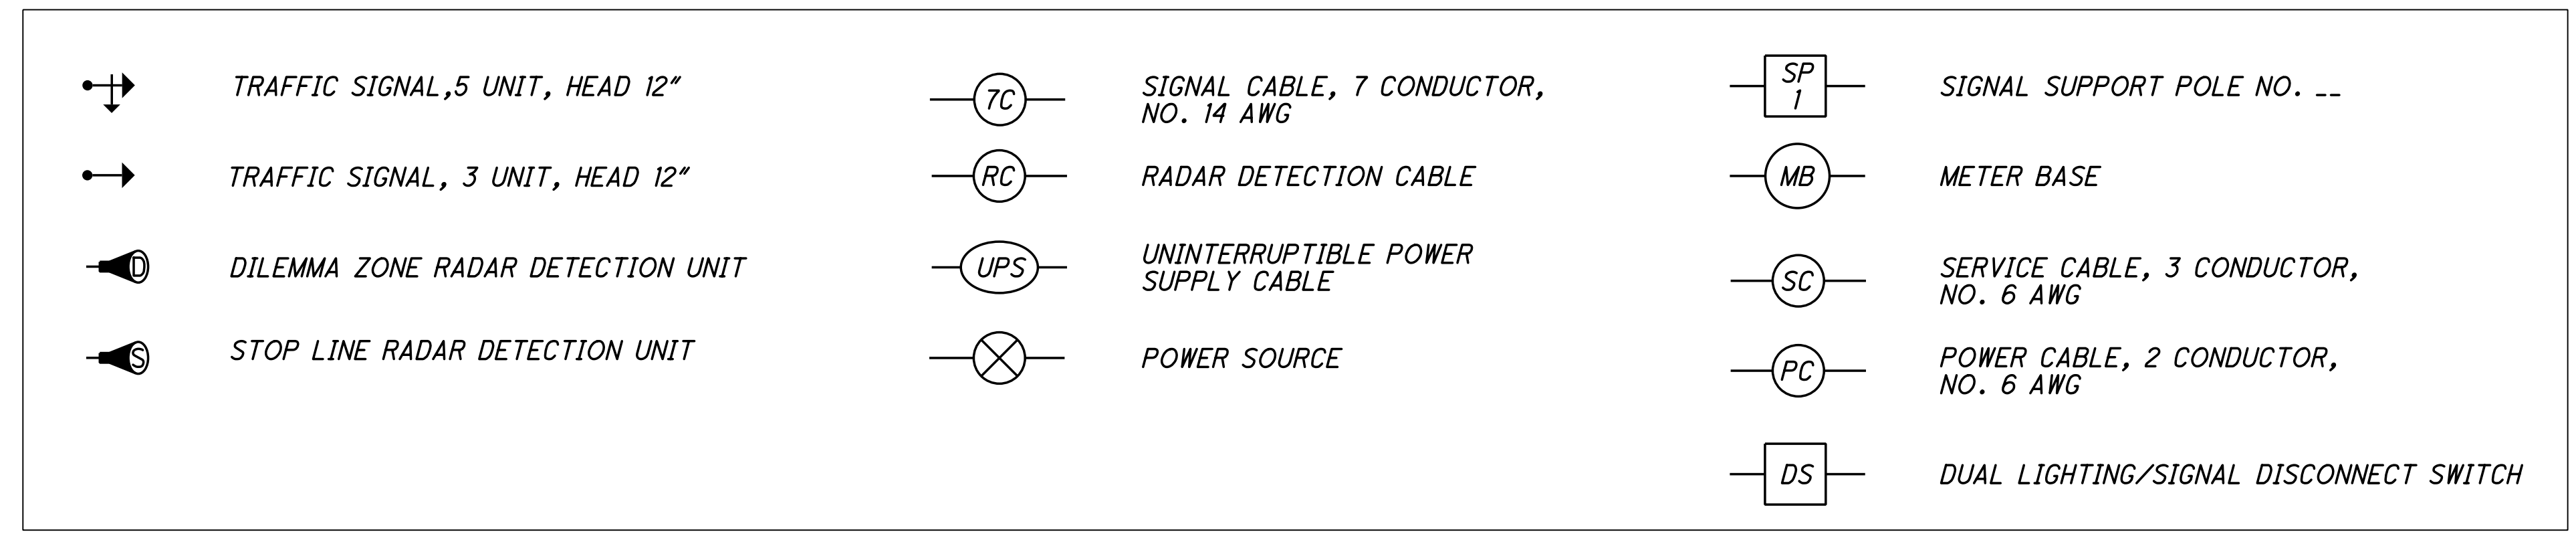 TRAFFIC SIGNAL,5 UNIT, HEAD 12"
TRAFFIC SIGNAL, 3 UNIT, HEAD 12"
D
DILEMMA ZONE RADAR DETECTION UNIT
S
STOP LINE RADAR DETECTION UNIT
7C
SIGNAL CABLE, 7 CONDUCTOR,
NO. 14 AWG
RC
RADAR DETECTION CABLE
UPS
UNINTERRUPTIBLE POWER
SUPPLY CABLE
POWER SOURCE
SP
1
SIGNAL SUPPORT POLE NO. __
MB
METER BASE
SC
SERVICE CABLE, 3 CONDUCTOR,
NO. 6 AWG
PC
POWER CABLE, 2 CONDUCTOR,
NO. 6 AWG
DS
DUAL LIGHTING/SIGNAL DISCONNECT SWITCH